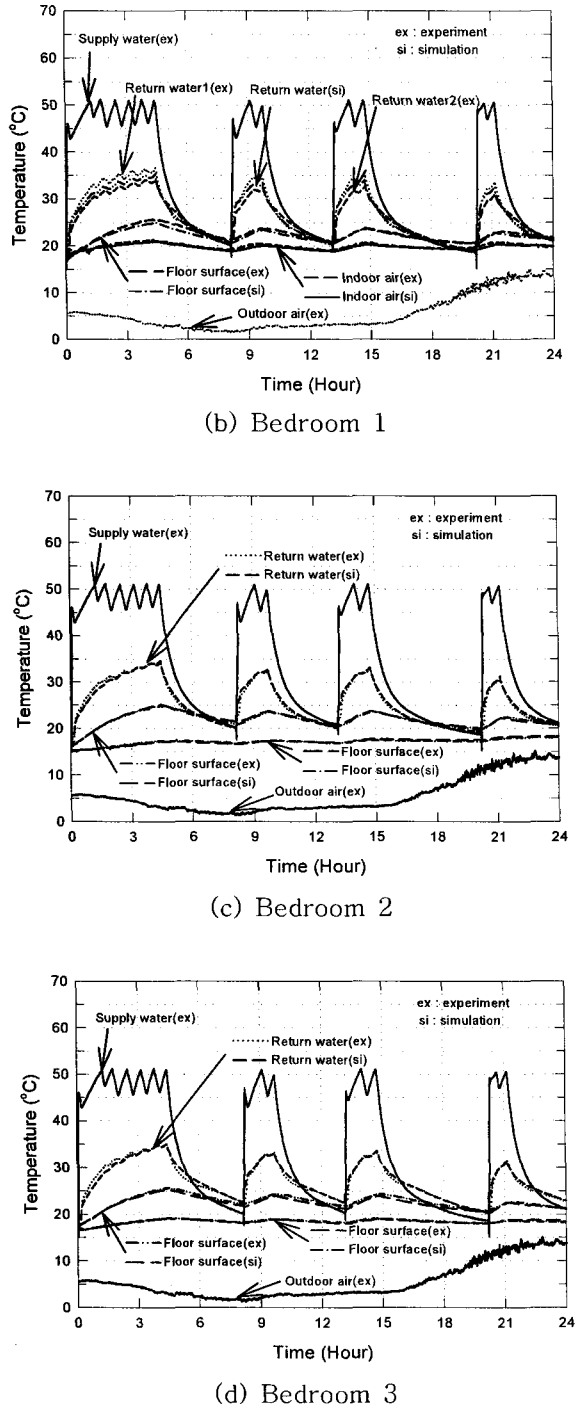 70
60
50
40
30
20
10
0
Temperature (°C)
Supply water(ex)
ex : experiment
si : simulation
Return water1(ex)
Return water(si)
Return water2(ex)
Floor surface(ex)
Floor surface(si)
Indoor air(ex)
Indoor air(si)
Outdoor air(ex)
0 3 6 9 12 15 18 21 24
Time (Hour)
(b) Bedroom 1
70
60
50
40
30
20
10
0
Temperature (°C)
Supply water(ex)
ex : experiment
si : simulation
Return water(ex)
Return water(si)
Floor surface(ex)
Floor surface(si)
Floor surface(ex)
Floor surface(si)
Outdoor air(ex)
0 3 6 9 12 15 18 21 24
Time (Hour)
(c) Bedroom 2
70
60
50
40
30
20
10
0
Temperature (°C)
Supply water(ex)
ex : experiment
si : simulation
Return water(ex)
Return water(si)
Floor surface(ex)
Floor surface(si)
Floor surface(ex)
Floor surface(si)
Outdoor air(ex)
0 3 6 9 12 15 18 21 24
Time (Hour)
(d) Bedroom 3